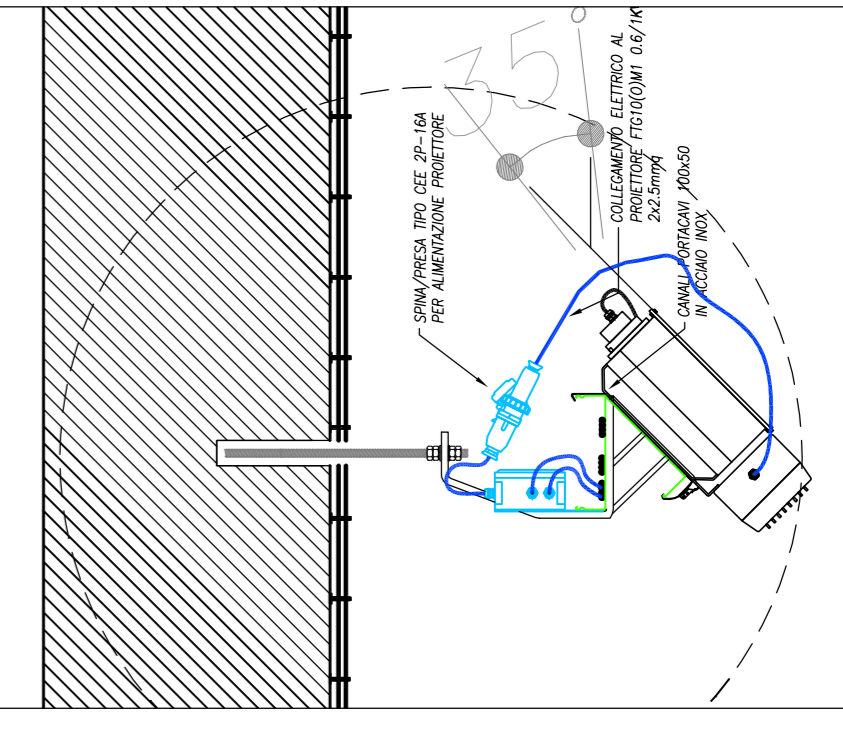 35°
SPINA/PRESA TIPO CEE 2P-16A
PER ALIMENTAZIONE PROIETTORE
COLLEGAMENTO ELETTRICO AL
PROIETTORE FTG10(O)M1 0.6/1K
2x2.5mmq
CANALI PORTACAVI 100x50
IN ACCIAIO INOX